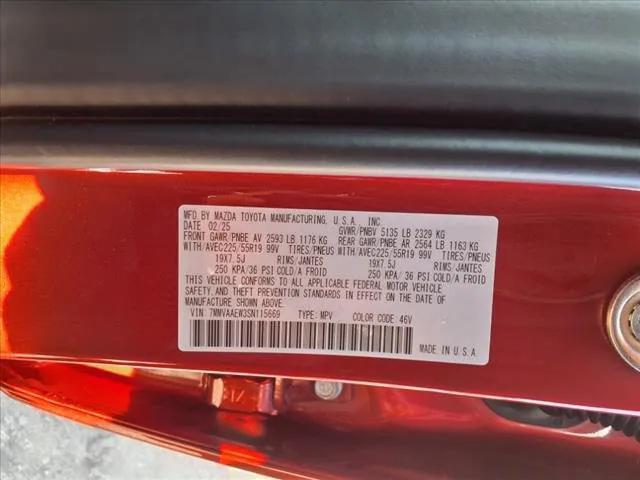 MFD.BY MAZDA TOYOTA MANUFACTURING, U.S.A., INC.
DATE 02/25 GVWR/PNBV 5135 LB 2329 KG
FRONT GAWR/PNBE AV 2593 LB 1176 KG REAR GAWR/PNBE AR 2564 LB 1163 KG
WITH/AVEC225/55R19 99V TIRES/PNEUS WITH/AVEC225/55R19 99V TIRES/PNEUS
19X7.5J RIMS/JANTES 19X7.5J RIMS/JANTES
250 KPA/36 PSI COLD/A FROID 250 KPA/36 PSI COLD/A FROID
THIS VEHICLE CONFORMS TO ALL APPLICABLE FEDERAL MOTOR VEHICLE
SAFETY, AND THEFT PREVENTION STANDARDS IN EFFECT ON THE DATE OF
MANUFACTURE SHOWN ABOVE.
VIN: 7MMVAAEW3SN115669 TYPE: MPV COLOR CODE: 46V
MADE IN U.S.A.